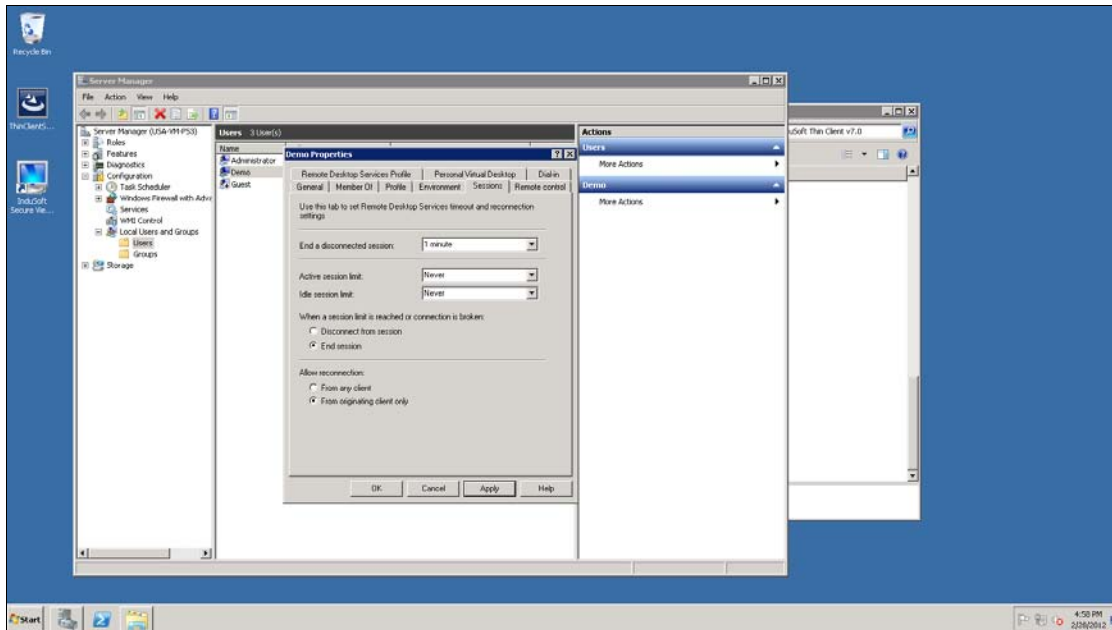 Recycle Bin
ThinClientS...
InduSoft
Secure Vie...
Server Manager
File Action View Help
Server Manager (USA-VM-PS3)
Roles
Features
Diagnostics
Configuration
Task Scheduler
Windows Firewall with Adva
Services
WMI Control
Local Users and Groups
Users
Groups
Storage
Users 3 User(s)
Name
Administrator
Demo
Guest
Demo Properties
Remote Desktop Services Profile Personal Virtual Desktop Dial-in
General Member Of Profile Environment Sessions Remote control
Use this tab to set Remote Desktop Services timeout and reconnection
settings
End a disconnected session: 1 minute
Active session limit: Never
Idle session limit: Never
When a session limit is reached or connection is broken:
Disconnect from session
End session
Allow reconnection:
From any client
From originating client only
OK Cancel Apply Help
Actions
Users
More Actions
Demo
More Actions
uSoft Thin Client v7.0
Start
4:58 PM
2/28/2012